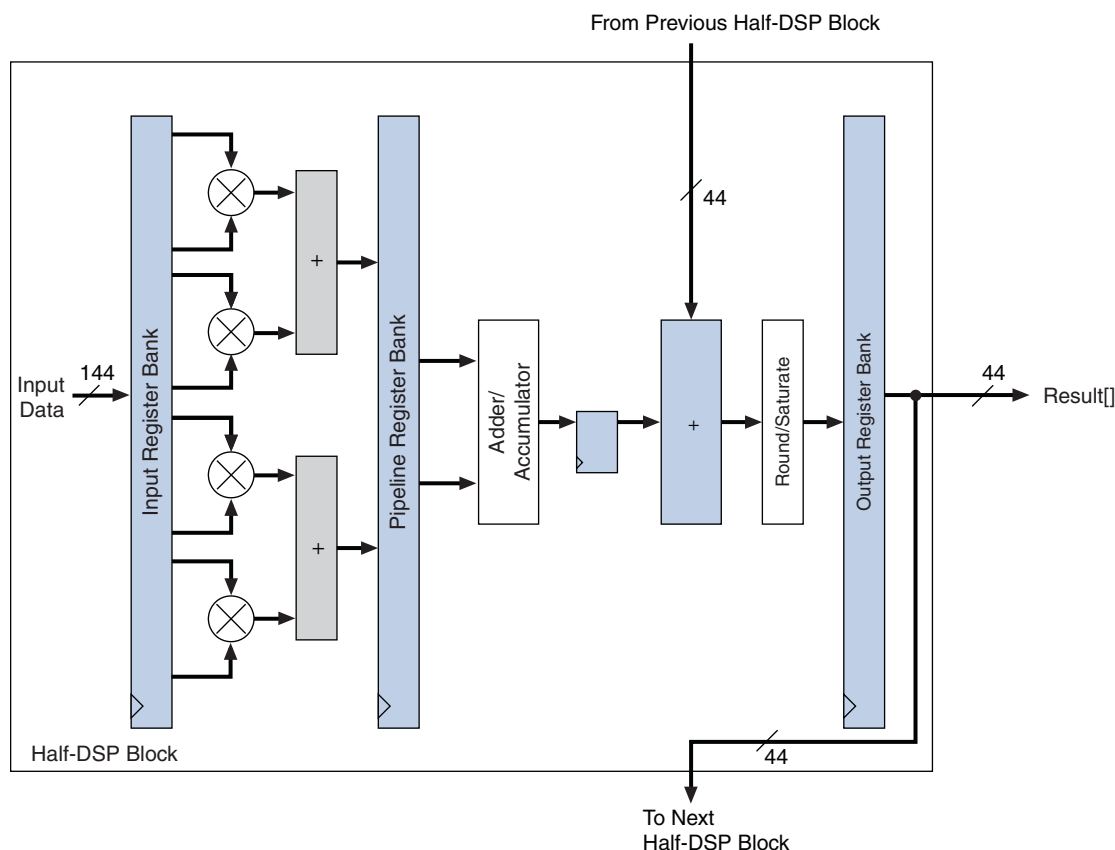 From Previous Half-DSP Block
44
Input Data
144
Input Register Bank
+
+
Pipeline Register Bank
Adder/
Accumulator
+
Round/Saturate
Output Register Bank
44
Result[]
Half-DSP Block
44
To Next
Half-DSP Block